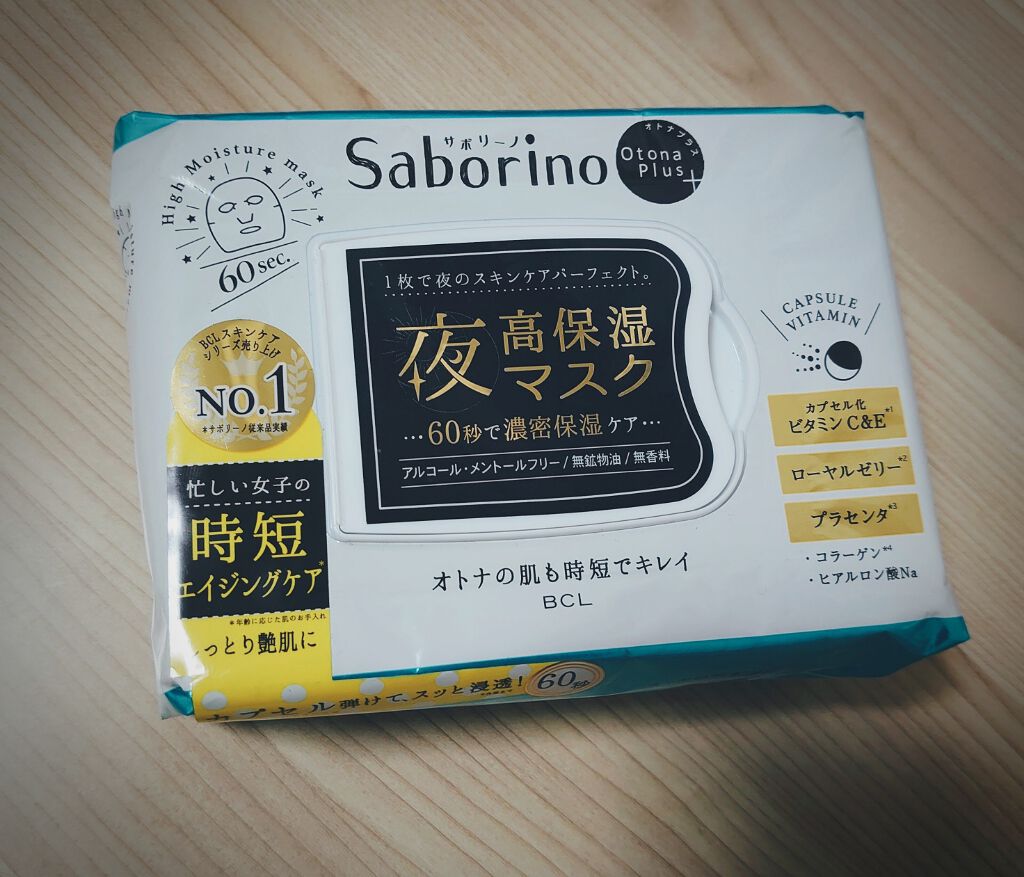 High Moisture mask
60sec.
サボリーノ
Saborino
オトナプラス
Otona
Plus+
1枚で夜のスキンケアパーフェクト。
夜 高保湿
マスク
…60秒で濃密保湿ケア…
アルコール・メントールフリー/無鉱物油/無香料
BCLスキンケア
シリーズ売り上げ
NO.1
*サボリーノ従来品実績
忙しい女子の
時短
エイジングケア*
*年齢に応じた肌のお手入れ
っとり艶肌に
CAPSULE
VITAMIN
カプセル化
ビタミンC&E*1
ローヤルゼリー*2
プラセンタ*3
・コラーゲン*4
・ヒアルロン酸Na
オトナの肌も時短でキレイ
BCL
カプセル弾けて、スッと浸透!
60秒